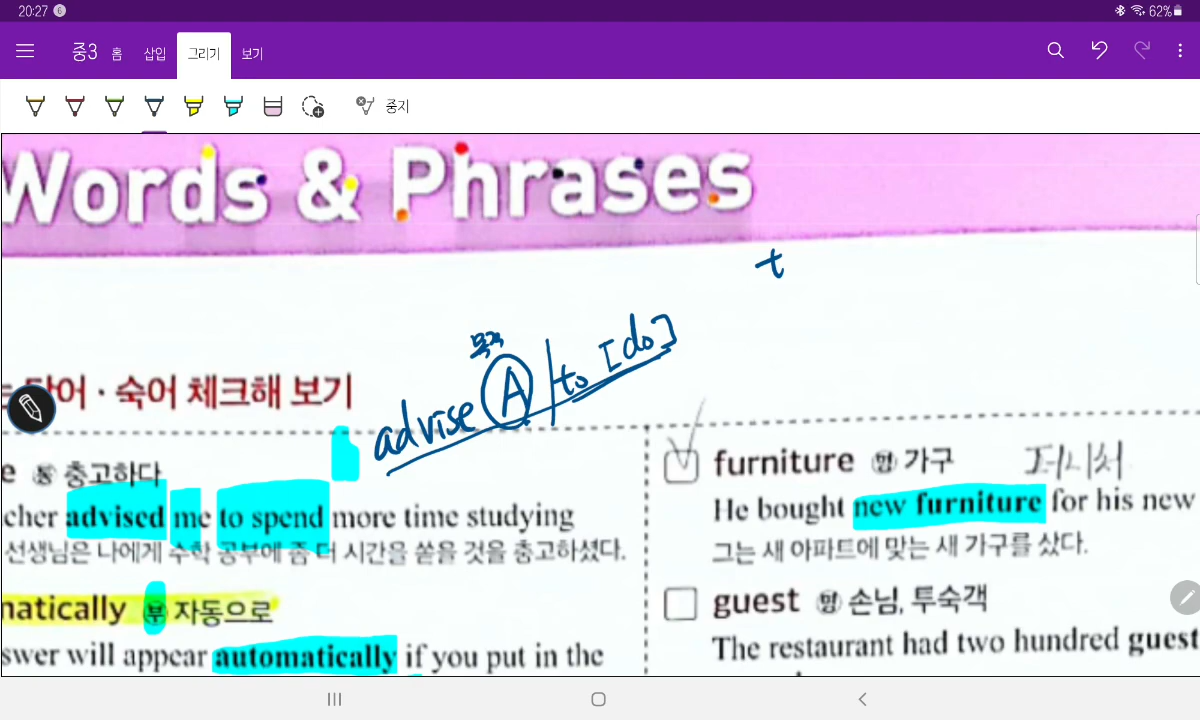 20:27 6 62%
중3 홈 삽입 그리기 보기
중지
Words & Phrases
t
목적
advise A / to [do]
단어 · 숙어 체크해 보기
e 동 충고하다
cher advised me to spend more time studying
선생님은 나에게 수학 공부에 좀 더 시간을 쏟을 것을 충고하셨다.
matically 부 자동으로
swer will appear automatically if you put in the
furniture 명 가구 퍼니처
He bought new furniture for his new
그는 새 아파트에 맞는 새 가구를 샀다.
guest 명 손님, 투숙객
The restaurant had two hundred guest